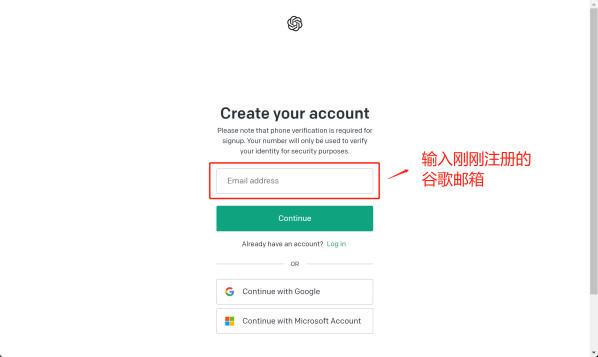 Create your account
Please note that phone verification is required for
signup. Your number will only be used to verify
your identity for security purposes.
Email address
输入刚刚注册的
谷歌邮箱
Continue
Already have an account? Log in
OR
Continue with Google
Continue with Microsoft Account